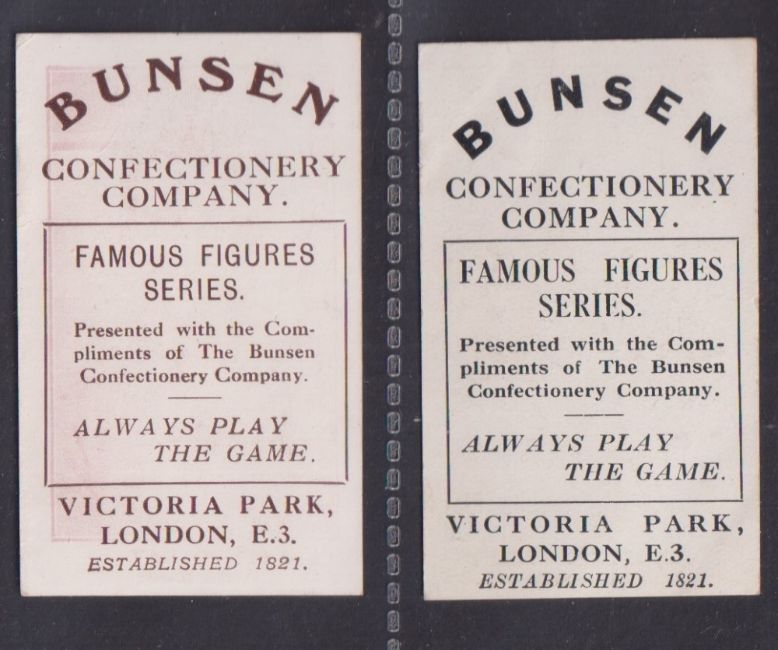 BUNSEN
CONFECTIONERY
COMPANY.
FAMOUS FIGURES
SERIES.
Presented with the Com-
pliments of The Bunsen
Confectionery Company.
ALWAYS PLAY
THE GAME.
VICTORIA PARK,
LONDON, E.3.
ESTABLISHED 1821.
BUNSEN
CONFECTIONERY
COMPANY.
FAMOUS FIGURES
SERIES.
Presented with the Com-
pliments of The Bunsen
Confectionery Company.
ALWAYS PLAY
THE GAME.
VICTORIA PARK,
LONDON, E.3.
ESTABLISHED 1821.